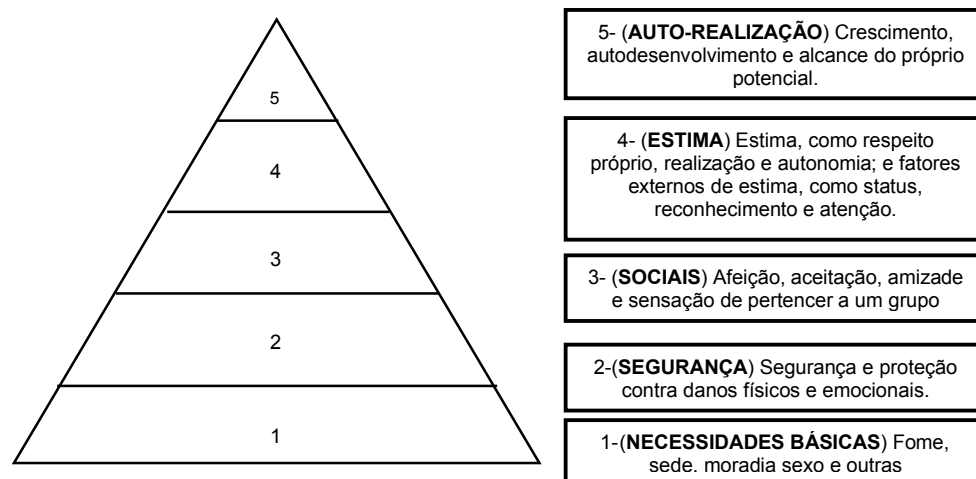 5
4
3
2
1
5- (AUTO-REALIZAÇÃO) Crescimento,
autodesenvolvimento e alcance do próprio
potencial.
4- (ESTIMA) Estima, como respeito
próprio, realização e autonomia; e fatores
externos de estima, como status,
reconhecimento e atenção.
3- (SOCIAIS) Afeição, aceitação, amizade
e sensação de pertencer a um grupo
2-(SEGURANÇA) Segurança e proteção
contra danos físicos e emocionais.
1-(NECESSIDADES BÁSICAS) Fome,
sede. moradia sexo e outras